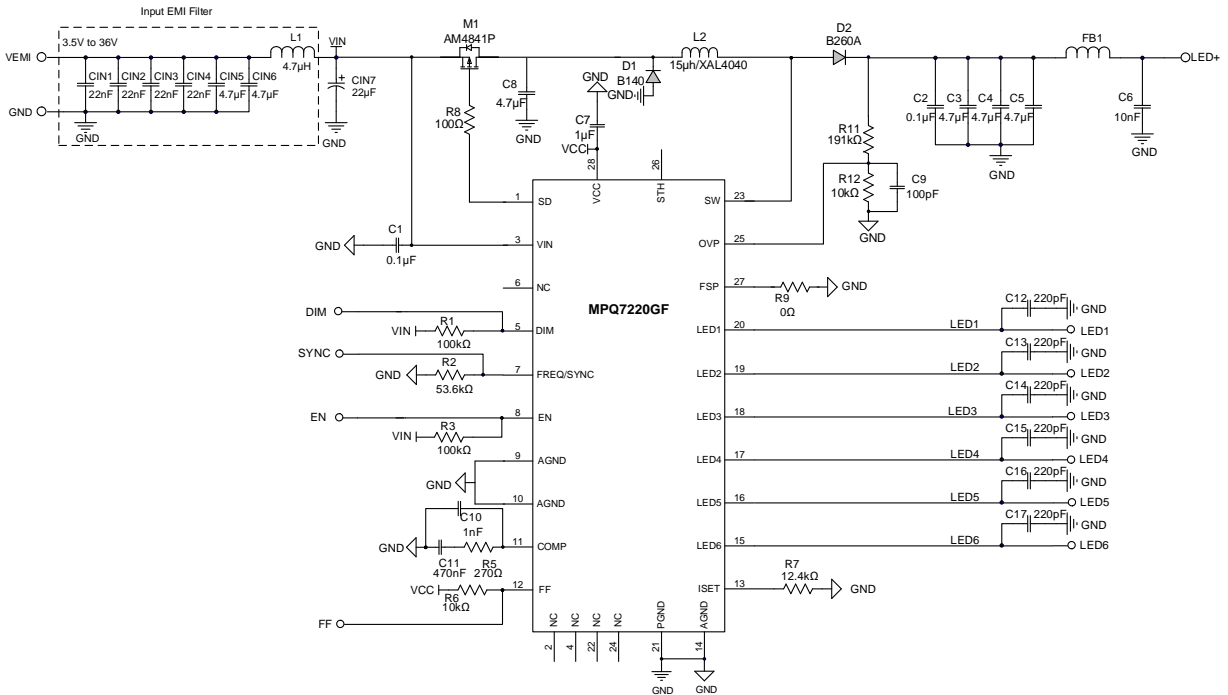 Input EMI Filter
3.5V to 36V
VEMI
GND
CIN1
22nF
CIN2
22nF
CIN3
22nF
CIN4
22nF
CIN5
4.7µF
CIN6
4.7µF
GND
L1
4.7µH
VIN
CIN7
22µF
GND
M1
AM4841P
R8
100Ω
C8
4.7µF
GND
GND
C7
1µF
VCC
D1
B140
GND
L2
15µh/XAL4040
D2
B260A
R11
191kΩ
R12
10kΩ
C9
100pF
GND
C2
0.1µF
C3
4.7µF
C4
4.7µF
C5
4.7µF
GND
FB1
C6
10nF
GND
LED+
28
VCC
26
STH
1
SD
GND
C1
0.1µF
3
VIN
6
NC
DIM
VIN
R1
100kΩ
5
DIM
SYNC
GND
R2
53.6kΩ
7
FREQ/SYNC
EN
VIN
R3
100kΩ
8
EN
9
AGND
GND
10
AGND
C10
1nF
GND
C11
470nF
R5
270Ω
11
COMP
VCC
R6
10kΩ
12
FF
FF
MPQ7220GF
SW
23
OVP
25
FSP
27
R9
0Ω
GND
LED1
20
LED1
C12 220pF
GND
LED1
LED2
19
LED2
C13 220pF
GND
LED2
LED3
18
LED3
C14 220pF
GND
LED3
LED4
17
LED4
C15 220pF
GND
LED4
LED5
16
LED5
C16 220pF
GND
LED5
LED6
15
LED6
C17 220pF
GND
LED6
ISET
13
R7
12.4kΩ
GND
NC
2
NC
4
NC
22
NC
24
PGND
21
AGND
14
GND
GND